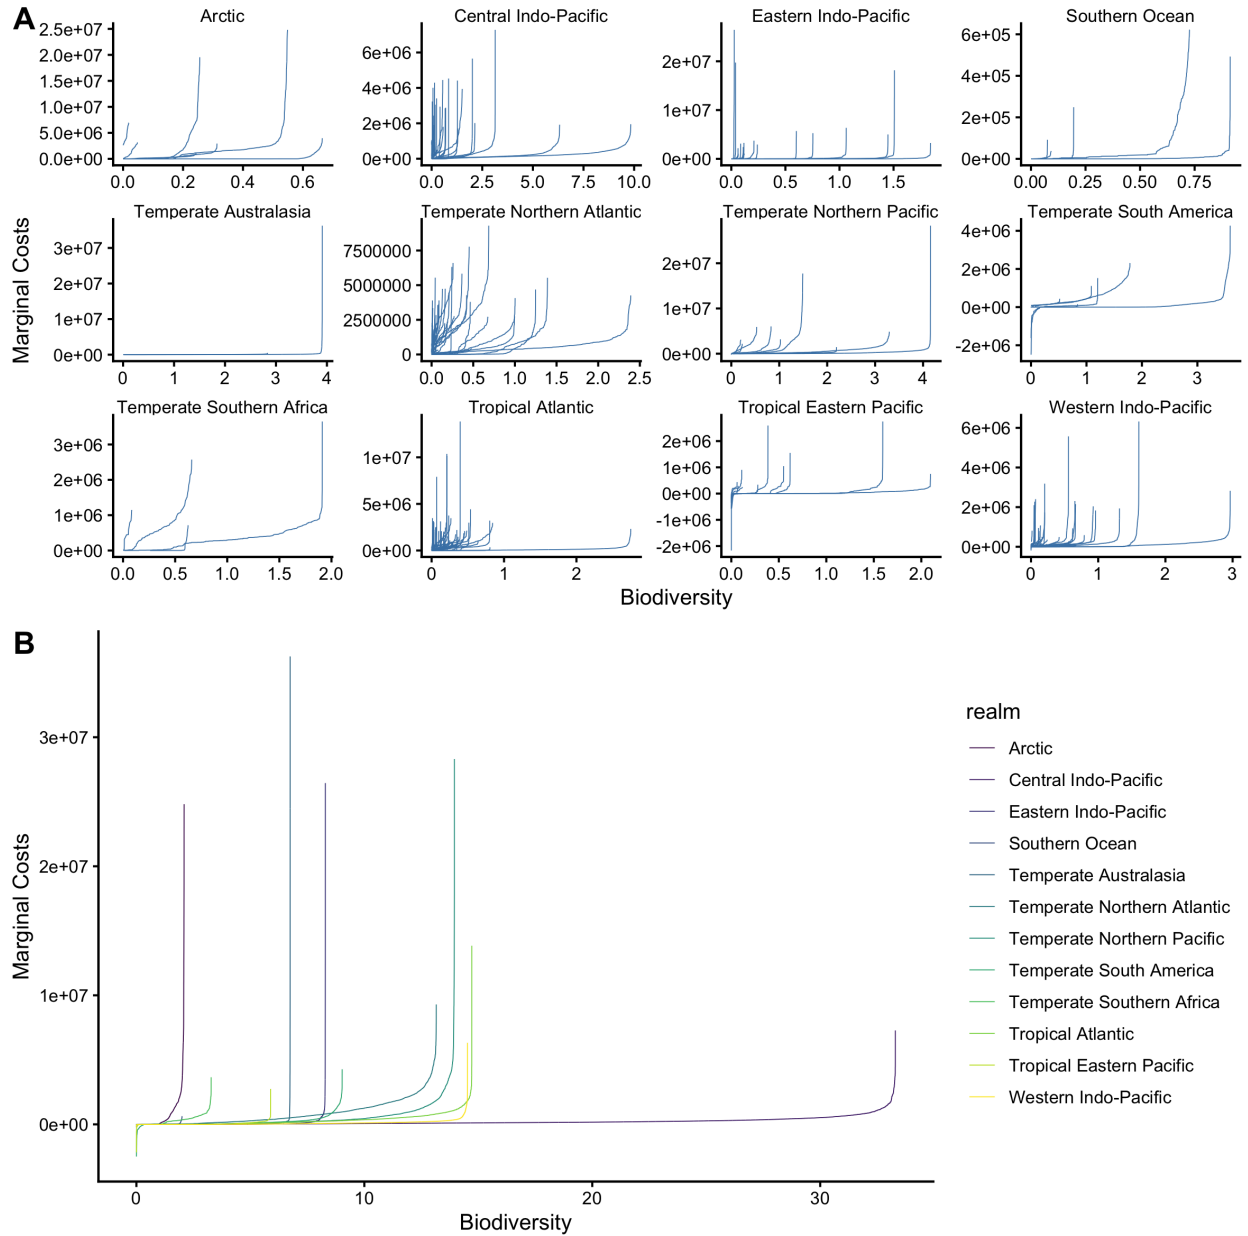 A
Arctic
Central Indo-Pacific
Eastern Indo-Pacific
Southern Ocean
2.5e+07
2.0e+07
1.5e+07
1.0e+07
5.0e+06
0.0e+00
0.0 0.2 0.4 0.6
6e+06
4e+06
2e+06
0e+00
0.0 2.5 5.0 7.5 10.0
2e+07
1e+07
0e+00
0.0 0.5 1.0 1.5
6e+05
4e+05
2e+05
0e+00
0.00 0.25 0.50 0.75
Marginal Costs
Temperate Australasia
Temperate Northern Atlantic
Temperate Northern Pacific
Temperate South America
3e+07
2e+07
1e+07
0e+00
0 1 2 3 4
7500000
5000000
2500000
0
0.0 0.5 1.0 1.5 2.0 2.5
2e+07
1e+07
0e+00
0 1 2 3 4
4e+06
2e+06
0e+00
-2e+06
0 1 2 3
Temperate Southern Africa
Tropical Atlantic
Tropical Eastern Pacific
Western Indo-Pacific
3e+06
2e+06
1e+06
0e+00
0.0 0.5 1.0 1.5 2.0
1e+07
5e+06
0e+00
0 1 2
2e+06
1e+06
0e+00
-1e+06
-2e+06
0.0 0.5 1.0 1.5 2.0
6e+06
4e+06
2e+06
0e+00
0 1 2 3
Biodiversity
B
Marginal Costs
3e+07
2e+07
1e+07
0e+00
0 10 20 30
Biodiversity
realm
Arctic
Central Indo-Pacific
Eastern Indo-Pacific
Southern Ocean
Temperate Australasia
Temperate Northern Atlantic
Temperate Northern Pacific
Temperate South America
Temperate Southern Africa
Tropical Atlantic
Tropical Eastern Pacific
Western Indo-Pacific